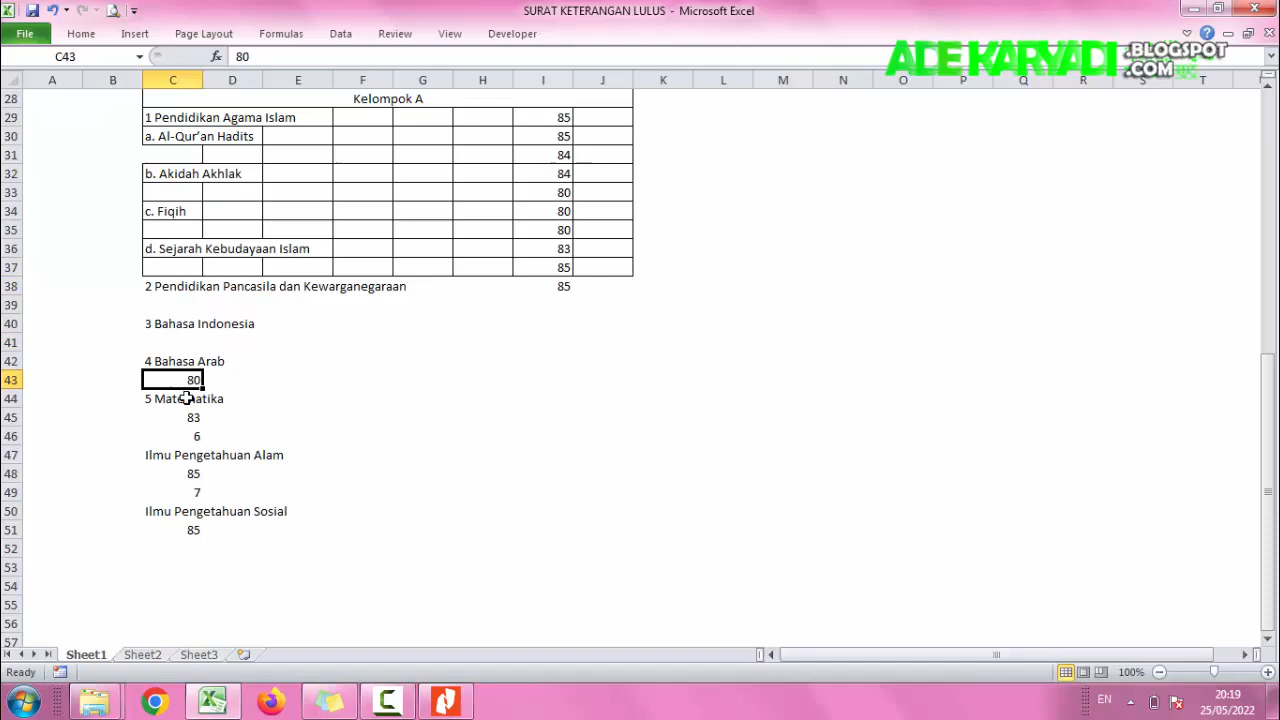 SURAT KETERANGAN LULUS - Microsoft Excel
File Home Insert Page Layout Formulas Data Review View Developer
ADE KARYADI .BLOGSPOT
.COM
C43 fx 80
A B C D E F G H I J K L M N O P Q R S T
28 Kelompok A
29 1 Pendidikan Agama Islam 85
30 a. Al-Qur’an Hadits 85
31 84
32 b. Akidah Akhlak 84
33 80
34 c. Fiqih 80
35 80
36 d. Sejarah Kebudayaan Islam 83
37 85
38 2 Pendidikan Pancasila dan Kewarganegaraan 85
39
40 3 Bahasa Indonesia
41
42 4 Bahasa Arab
43 80
44 5 Matematika
45 83
46 6
47 Ilmu Pengetahuan Alam
48 85
49 7
50 Ilmu Pengetahuan Sosial
51 85
52
53
54
55
56
57
Sheet1 Sheet2 Sheet3
Ready 100%
EN 20:19
25/05/2022